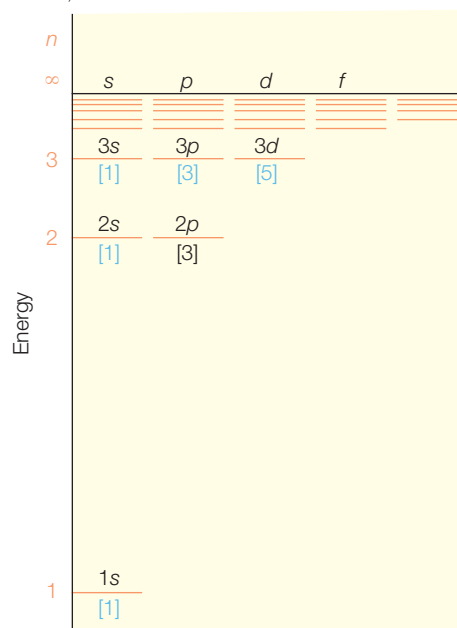 n
∞ s p d f
3s 3p 3d
3
[1] [3] [5]
2s 2p
2
[1] [3]
Energy
1s
1
[1]